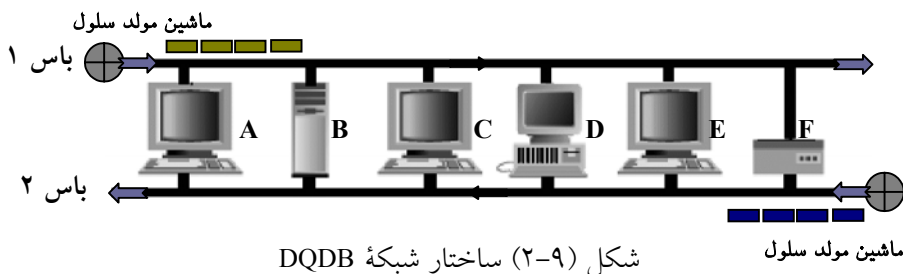 ماشین مولد سلول
باس ۱
A B C D E F
باس ۲
ماشین مولد سلول
شکل (۹-۲) ساختار شبکهٔ DQDB